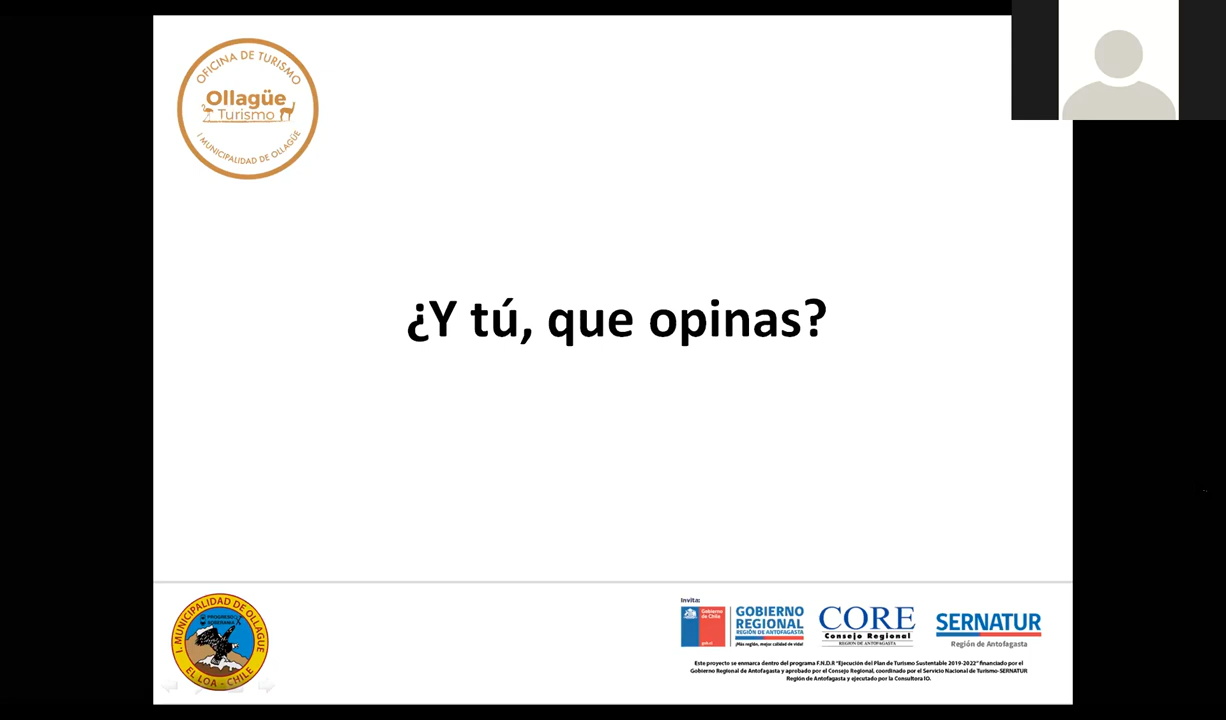 OFICINA DE TURISMO
Ollagüe
Turismo
I MUNICIPALIDAD DE OLLAGÜE
¿Y tú, que opinas?
I. MUNICIPALIDAD DE OLLAGUE
PROGRESO
SOBERANIA
EL LOA - CHILE
Invita:
Gobierno
de Chile
gob.cl
GOBIERNO
REGIONAL
REGIÓN DE ANTOFAGASTA
¡Más región, mejor calidad de vida!
CORE
Consejo Regional
REGIÓN DE ANTOFAGASTA
SERNATUR
Región de Antofagasta
Este proyecto se enmarca dentro del programa F.N.D.R "Ejecución del Plan de Turismo Sustentable 2019-2022" financiado por el
Gobierno Regional de Antofagasta y aprobado por el Consejo Regional, coordinado por el Servicio Nacional de Turismo-SERNATUR
Región de Antofagasta y ejecutado por la Consultora IO.